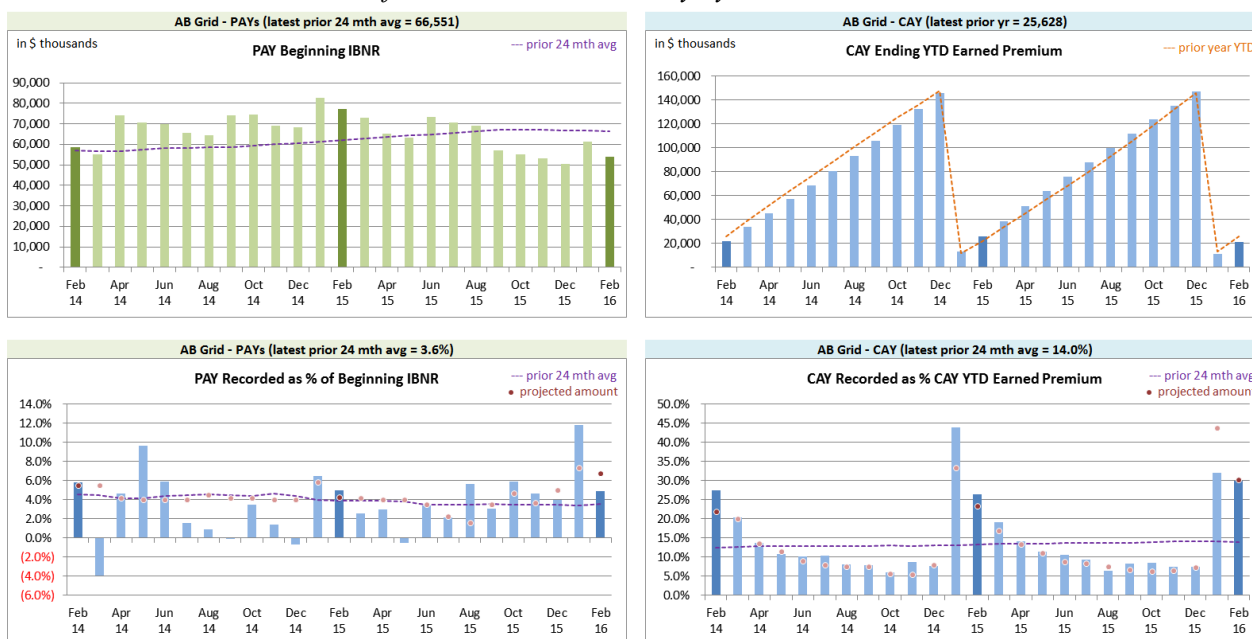 AB Grid - PAYs (latest prior 24 mth avg = 66,551)
in $ thousands
PAY Beginning IBNR
--- prior 24 mth avg
90,000
80,000
70,000
60,000
50,000
40,000
30,000
20,000
10,000
-
Feb Apr Jun Aug Oct Dec Feb Apr Jun Aug Oct Dec Feb
14 14 14 14 14 14 15 15 15 15 15 15 16
AB Grid - CAY (latest prior yr = 25,628)
in $ thousands
CAY Ending YTD Earned Premium
--- prior year YTD
160,000
140,000
120,000
100,000
80,000
60,000
40,000
20,000
-
Feb Apr Jun Aug Oct Dec Feb Apr Jun Aug Oct Dec Feb
14 14 14 14 14 14 15 15 15 15 15 15 16
AB Grid - PAYs (latest prior 24 mth avg = 3.6%)
PAY Recorded as % of Beginning IBNR
--- prior 24 mth avg
• projected amount
14.0%
12.0%
10.0%
8.0%
6.0%
4.0%
2.0%
0.0%
(2.0%)
(4.0%)
(6.0%)
Feb Apr Jun Aug Oct Dec Feb Apr Jun Aug Oct Dec Feb
14 14 14 14 14 14 15 15 15 15 15 15 16
AB Grid - CAY (latest prior 24 mth avg = 14.0%)
CAY Recorded as % CAY YTD Earned Premium
--- prior 24 mth avg
• projected amount
50.0%
45.0%
40.0%
35.0%
30.0%
25.0%
20.0%
15.0%
10.0%
5.0%
0.0%
Feb Apr Jun Aug Oct Dec Feb Apr Jun Aug Oct Dec Feb
14 14 14 14 14 14 15 15 15 15 15 15 16